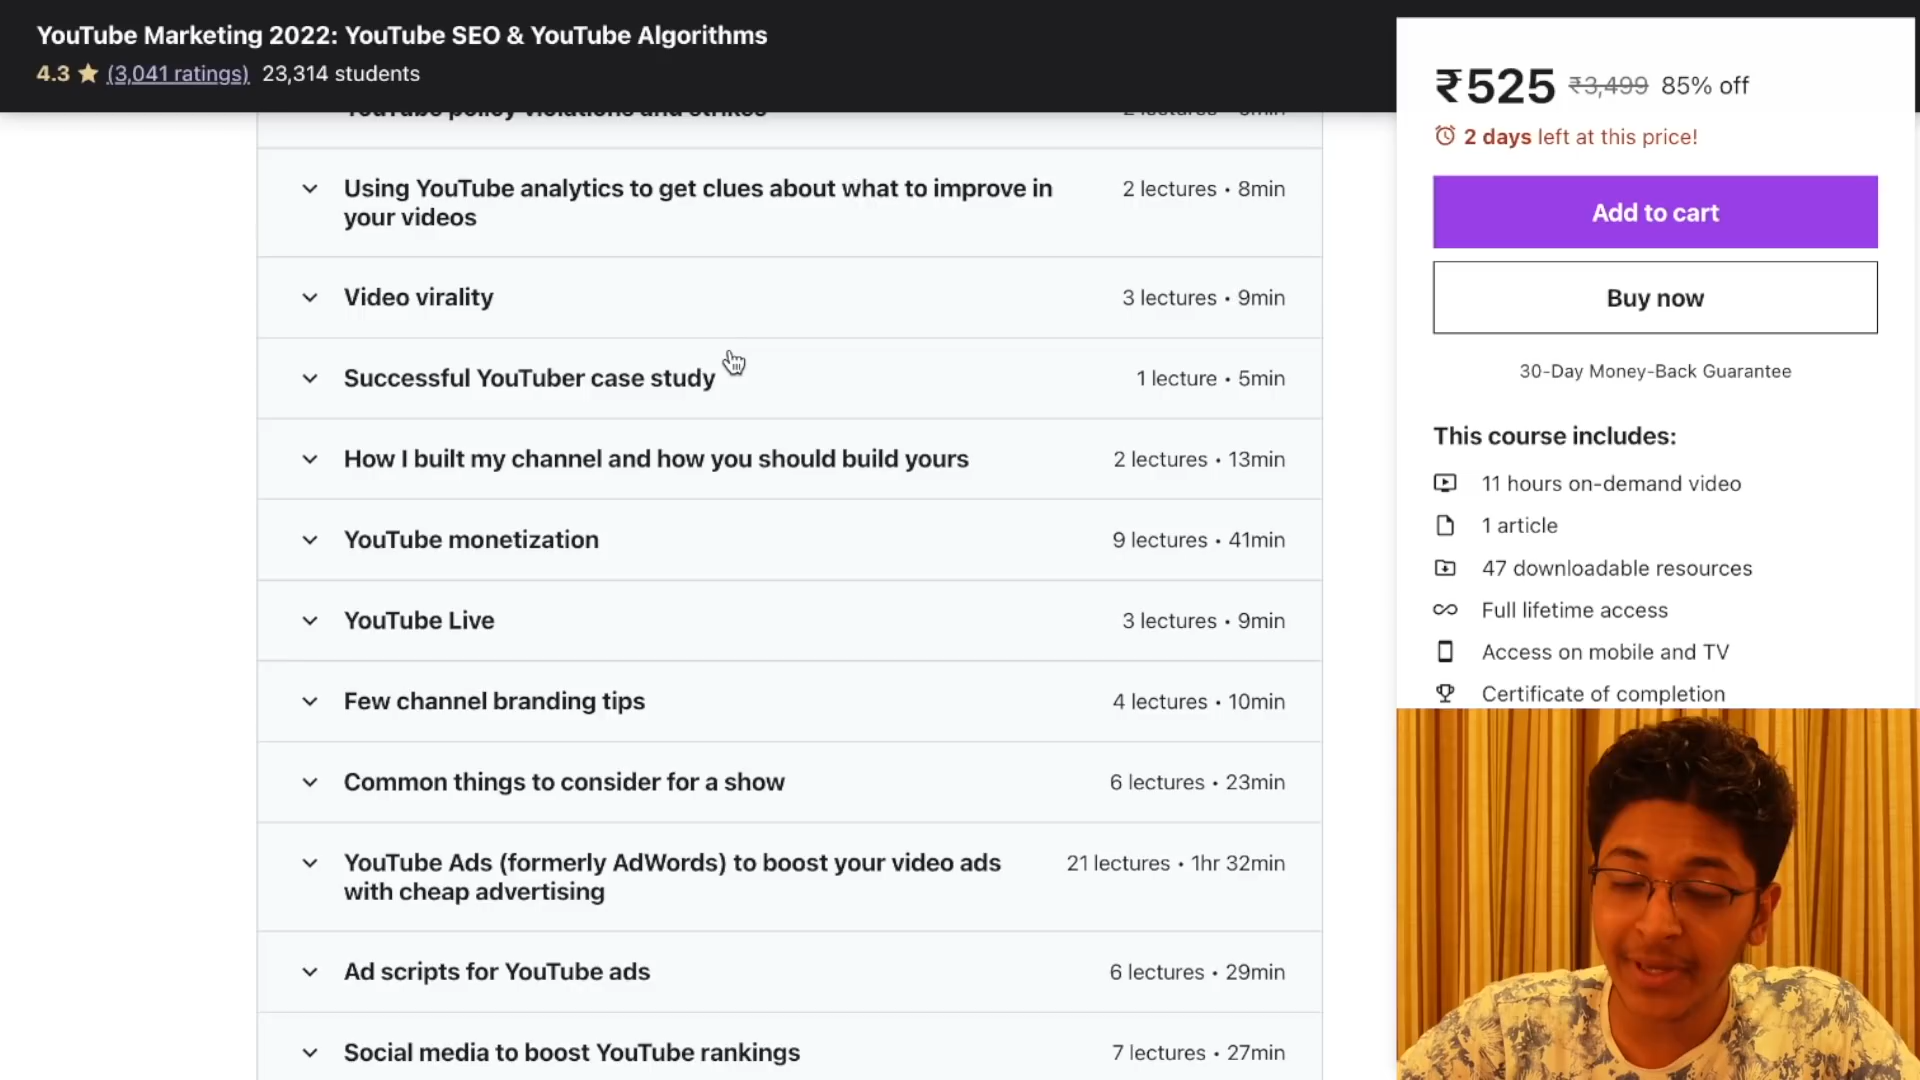 YouTube Marketing 2022: YouTube SEO & YouTube Algorithms
4.3 (3,041 ratings) 23,314 students
YouTube policy violations and strikes
2 lectures
Using YouTube analytics to get clues about what to improve in
your videos
2 lectures • 8min
Video virality
3 lectures • 9min
Successful YouTuber case study
1 lecture • 5min
How I built my channel and how you should build yours
2 lectures • 13min
YouTube monetization
9 lectures • 41min
YouTube Live
3 lectures • 9min
Few channel branding tips
4 lectures • 10min
Common things to consider for a show
6 lectures • 23min
YouTube Ads (formerly AdWords) to boost your video ads
with cheap advertising
21 lectures • 1hr 32min
Ad scripts for YouTube ads
6 lectures • 29min
Social media to boost YouTube rankings
7 lectures • 27min
₹525 ₹3,499 85% off
2 days left at this price!
Add to cart
Buy now
30-Day Money-Back Guarantee
This course includes:
11 hours on-demand video
1 article
47 downloadable resources
Full lifetime access
Access on mobile and TV
Certificate of completion